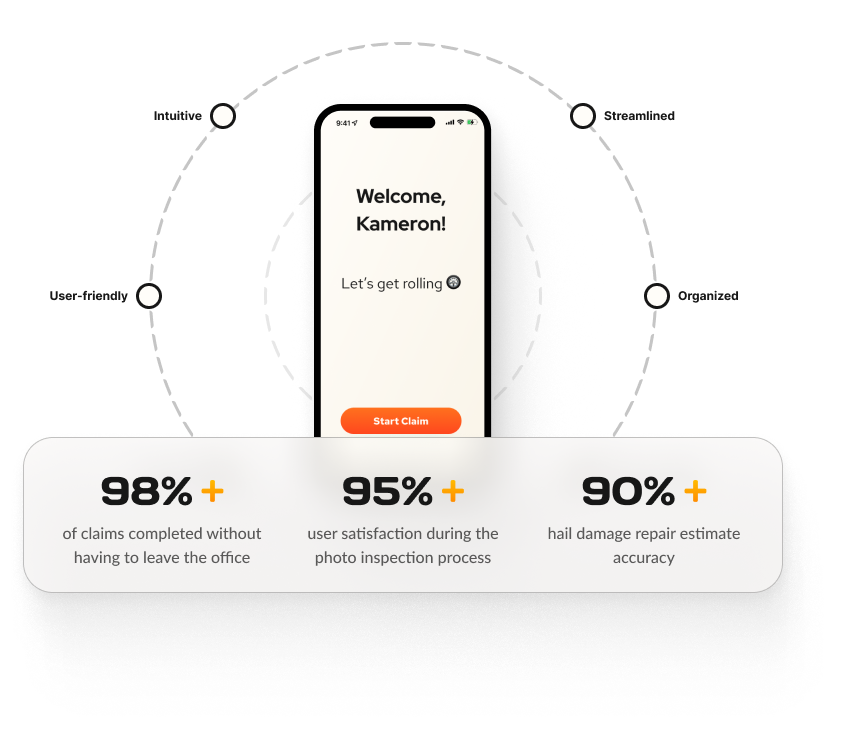 Intuitive
Streamlined
9:41
Welcome,
Kameron!
User-friendly
Let's get rolling
Organized
Start Claim
98% +
95% +
90% +
of claims completed without
having to leave the office
user satisfaction during the
photo inspection process
hail damage repair estimate
accuracy